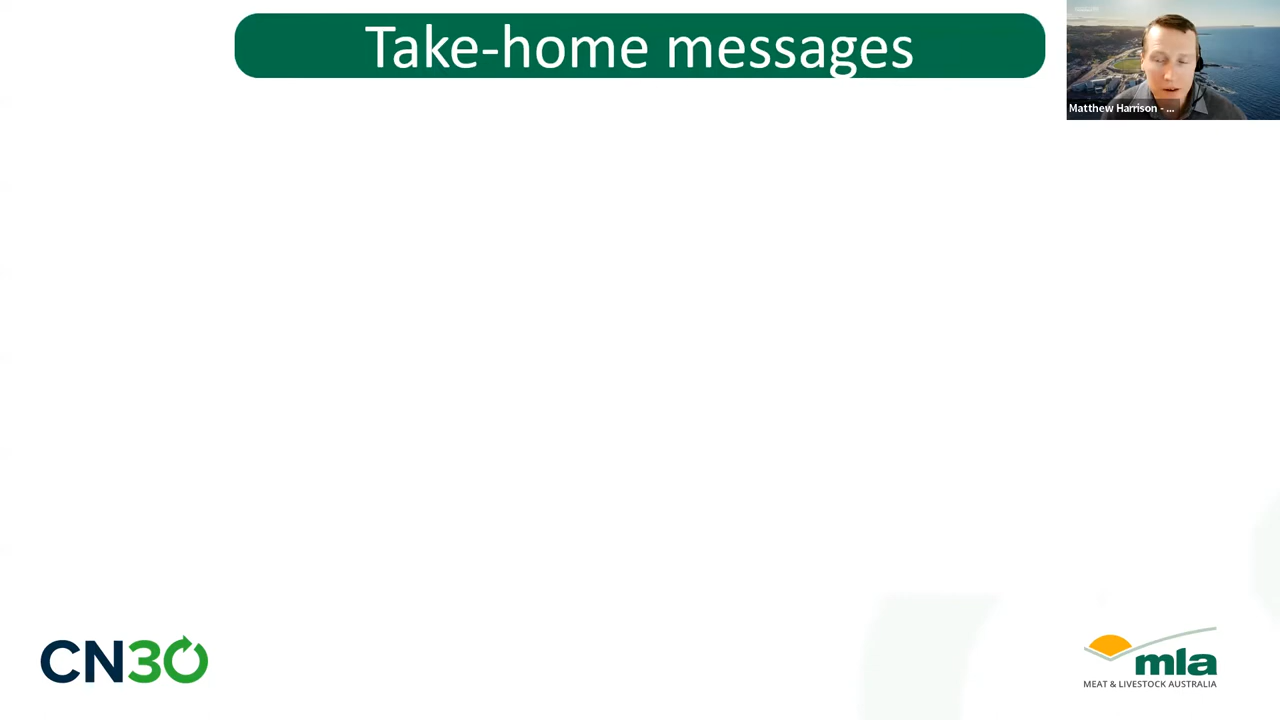 Take-home messages
Matthew Harrison - ...
CN30
mla
MEAT & LIVESTOCK AUSTRALIA